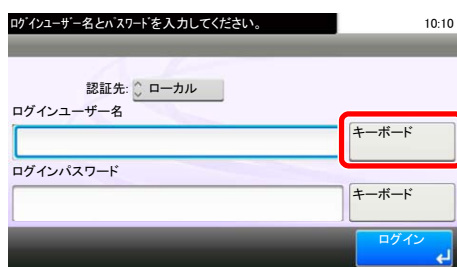 ﾛｸﾞｲﾝﾕｰｻﾞｰ名とﾊﾟｽﾜｰﾄﾞを入力してください。 10:10
認証先: ローカル
ログインユーザー名
キーボード
ログインパスワード
キーボード
ログイン